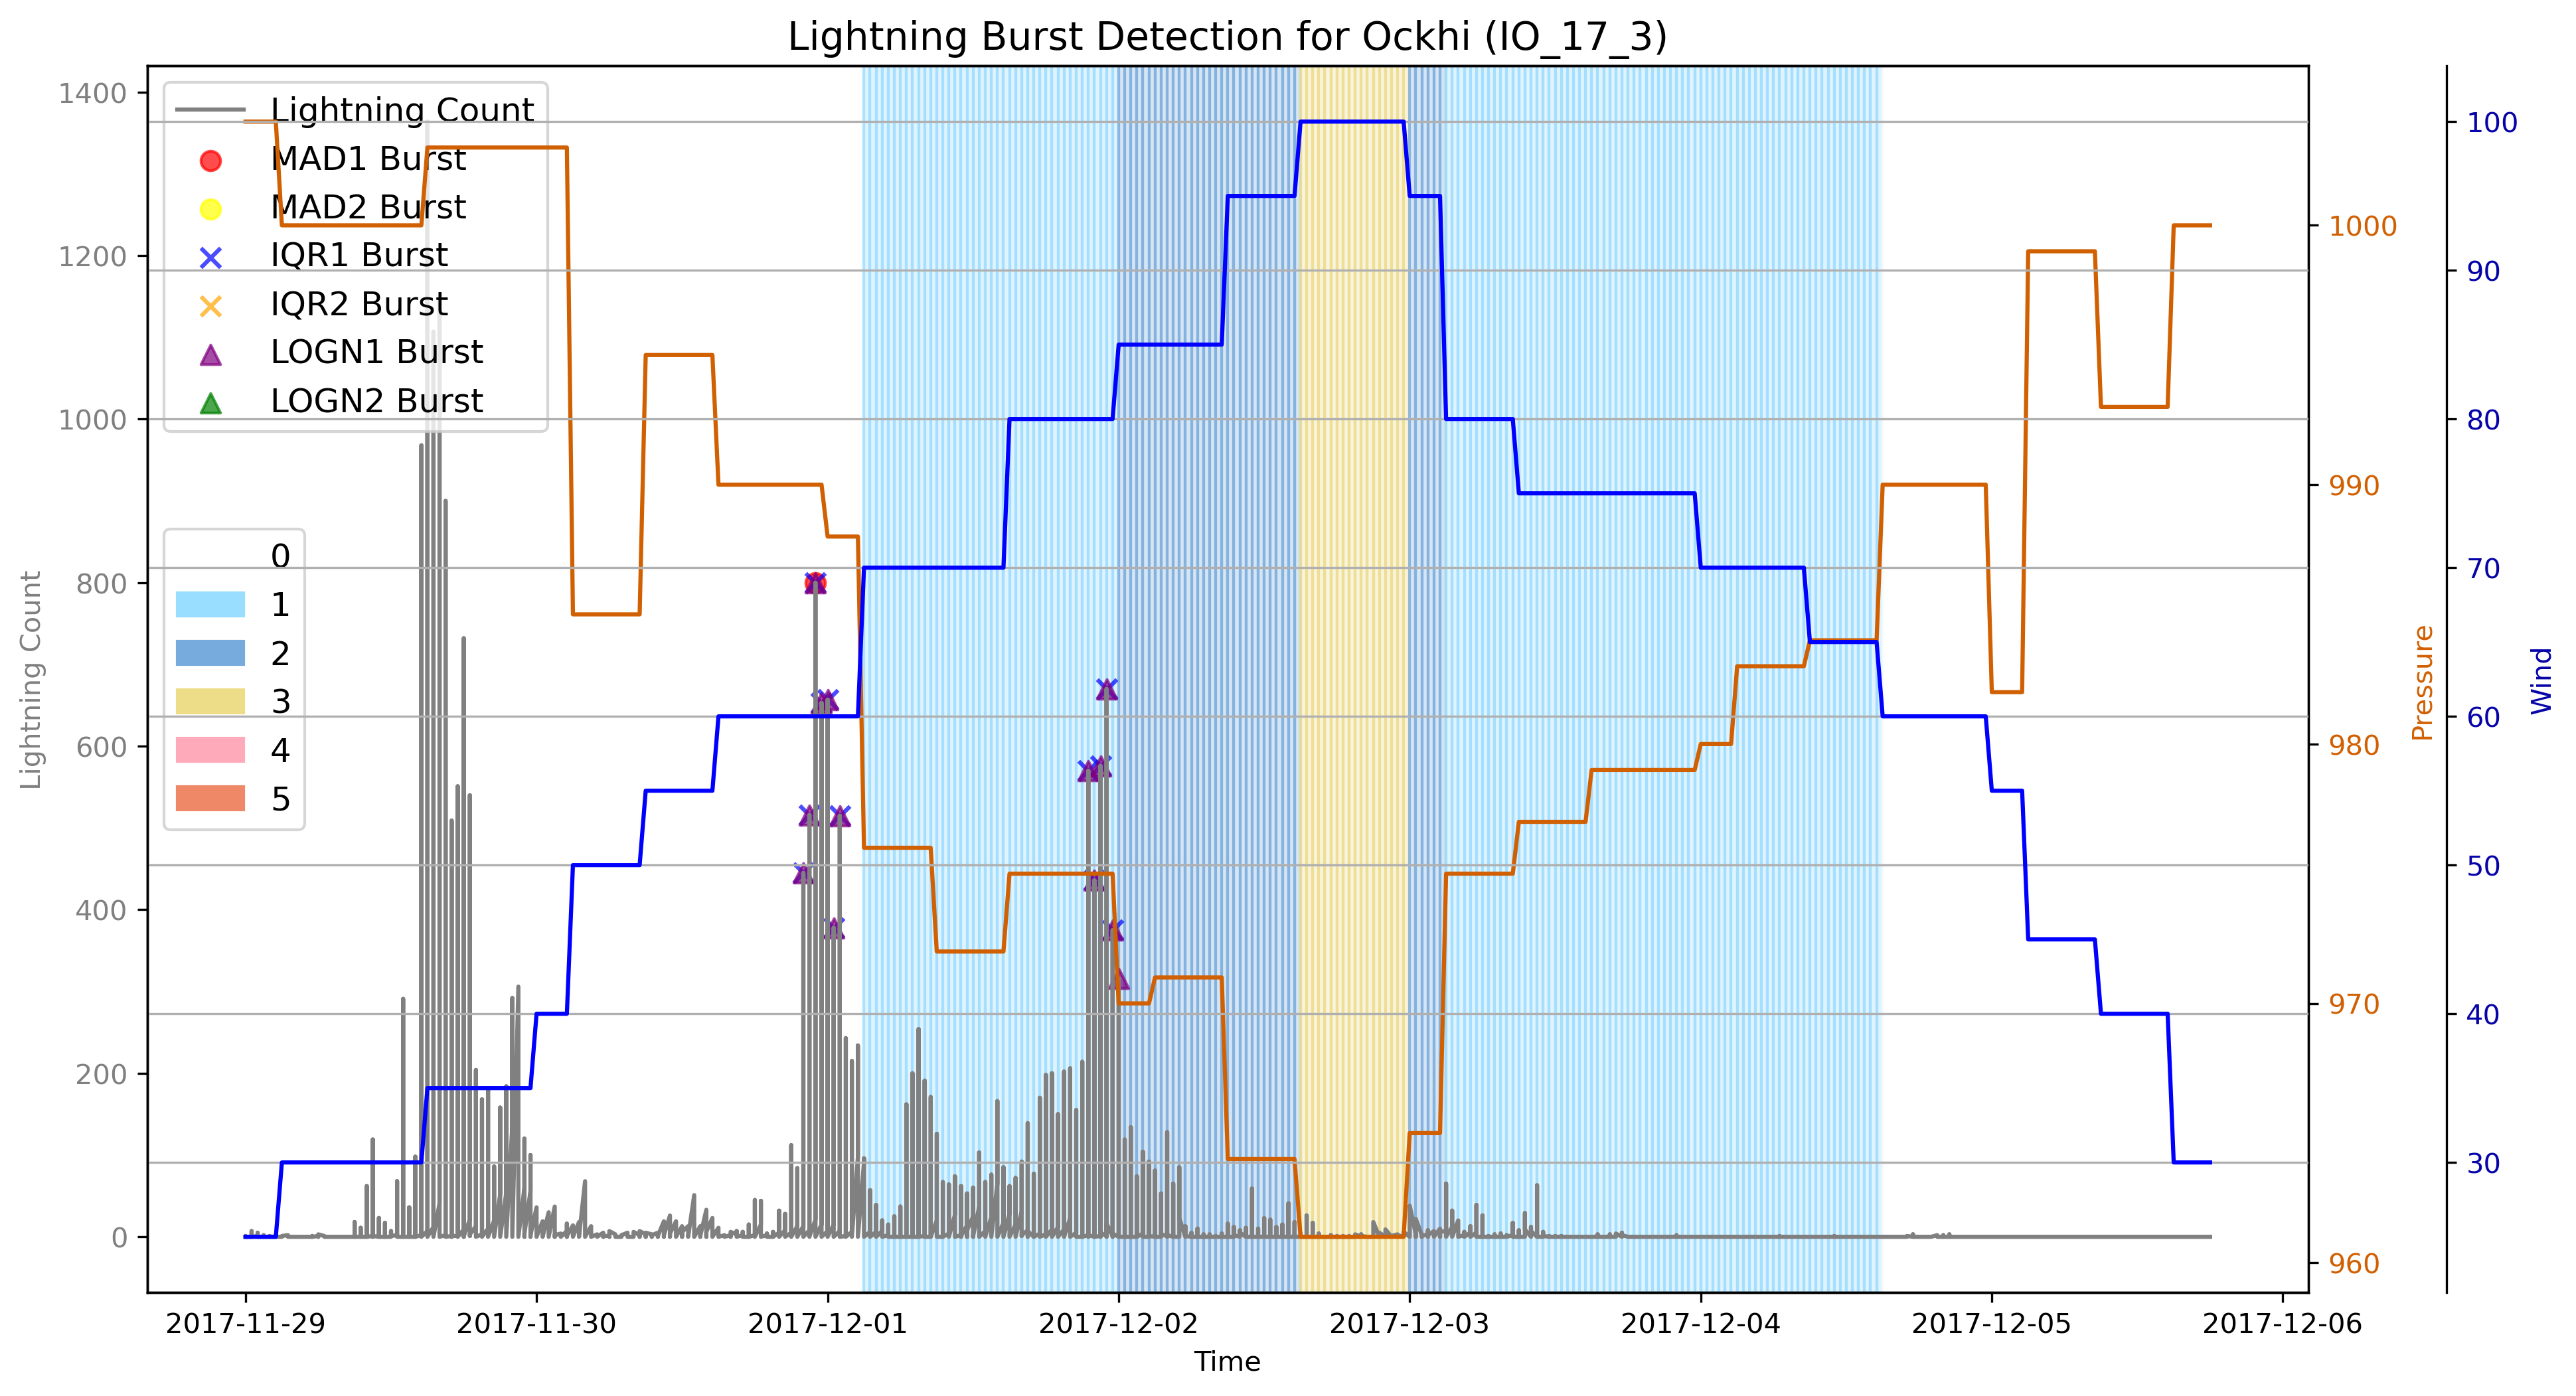 Lightning Burst Detection for Ockhi (IO_17_3)
Lightning Count
MAD1 Burst
MAD2 Burst
IQR1 Burst
IQR2 Burst
LOGN1 Burst
LOGN2 Burst
0
1
2
3
4
5
Lightning Count
1400
1200
1000
800
600
400
200
0
1000
990
980
970
960
Pressure
100
90
80
70
60
50
40
30
Wind
2017-11-29 2017-11-30 2017-12-01 2017-12-02 2017-12-03 2017-12-04 2017-12-05 2017-12-06
Time